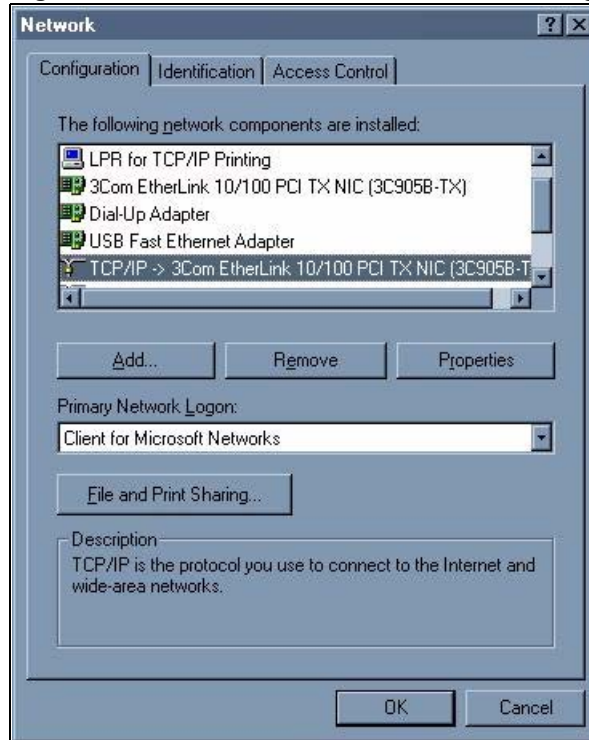 Network
Configuration Identification Access Control
The following network components are installed:
LPR for TCP/IP Printing
3Com EtherLink 10/100 PCI TX NIC (3C905B-TX)
Dial-Up Adapter
USB Fast Ethernet Adapter
TCP/IP -> 3Com EtherLink 10/100 PCI TX NIC (3C905B-T
Add... Remove Properties
Primary Network Logon:
Client for Microsoft Networks
File and Print Sharing...
Description
TCP/IP is the protocol you use to connect to the Internet and
wide-area networks.
OK Cancel